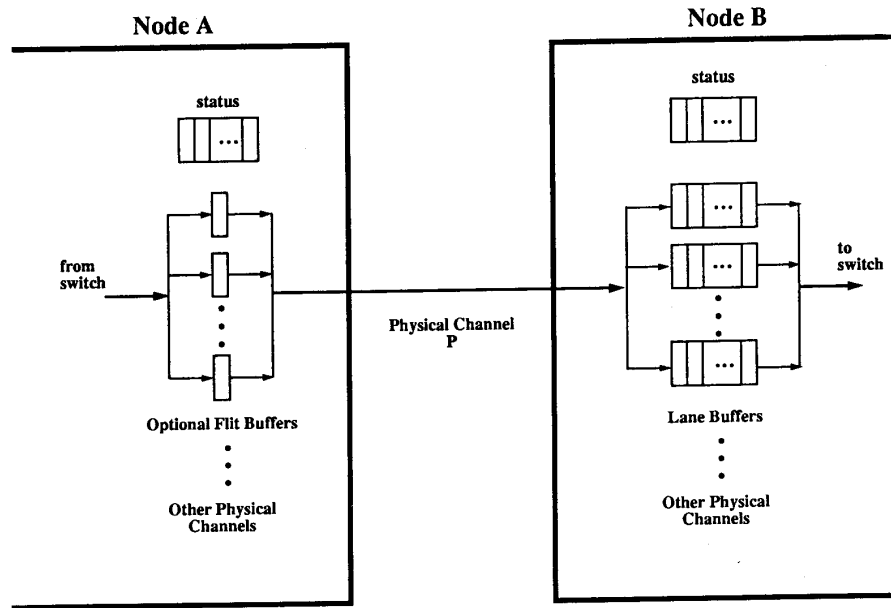 Node A
Node B
status
status
from
switch
to
switch
Physical Channel
P
Optional Flit Buffers
Lane Buffers
Other Physical
Channels
Other Physical
Channels